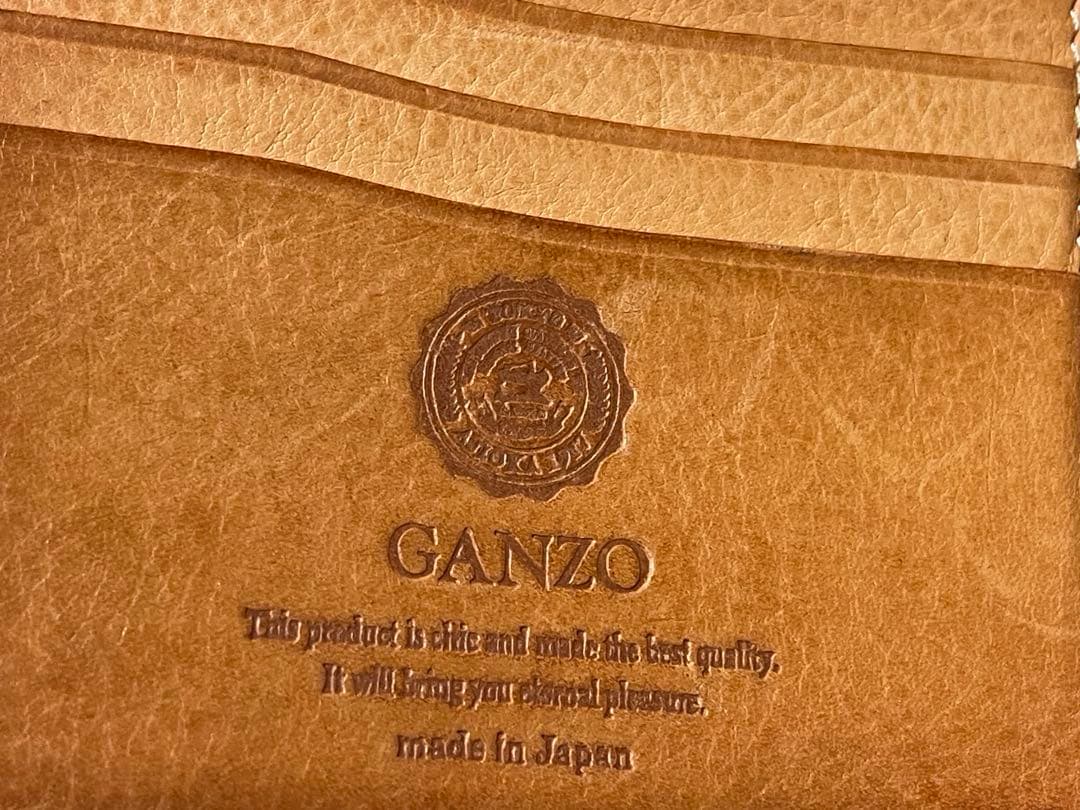 GANZO
This product is chic and made the best quality.
It will bring you eternal pleasure.
made in Japan